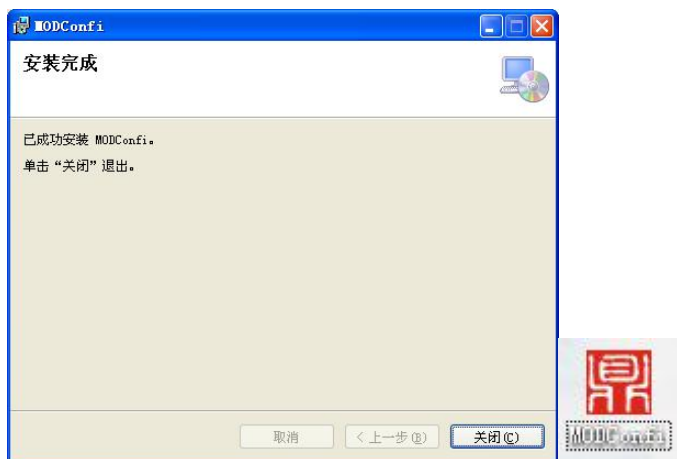 MODConfi
安装完成
已成功安装 MODConfi。
单击“关闭”退出。
取消
< 上一步(B)
关闭(C)
鼎
MODConfi